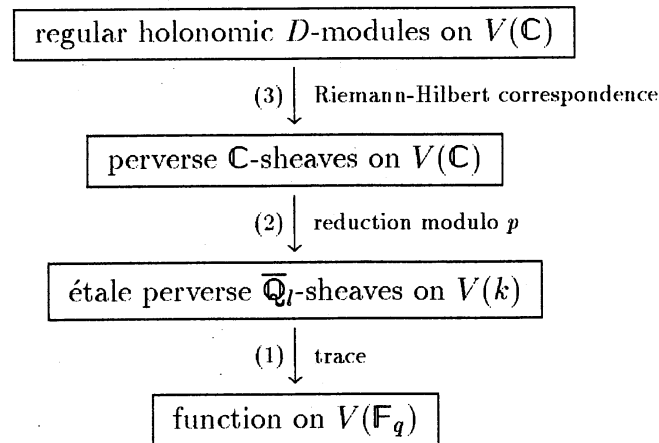 regular holonomic D-modules on V(ℂ)
(3) Riemann-Hilbert correspondence
perverse ℂ-sheaves on V(ℂ)
(2) reduction modulo p
étale perverse ℚ̅ₗ-sheaves on V(k)
(1) trace
function on V(𝔽_q)